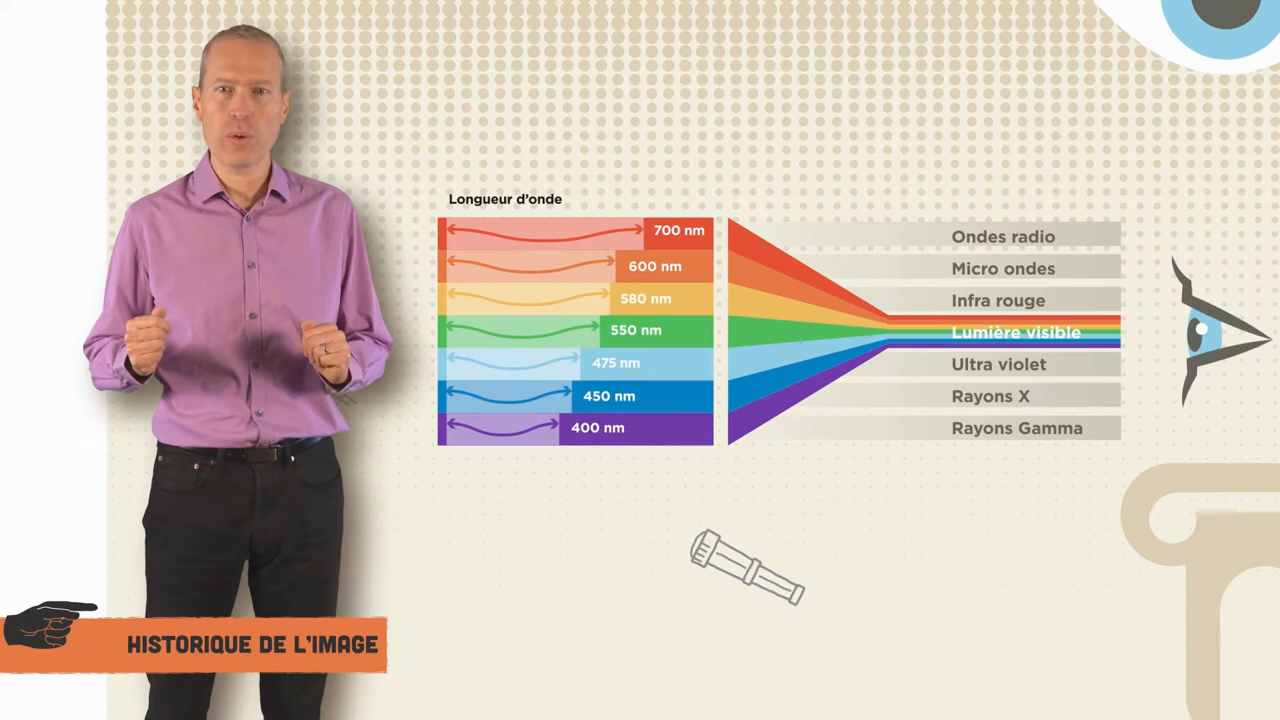 Longueur d'onde
700 nm
600 nm
580 nm
550 nm
475 nm
450 nm
400 nm
Ondes radio
Micro ondes
Infra rouge
Lumière visible
Ultra violet
Rayons X
Rayons Gamma
HISTORIQUE DE L'IMAGE